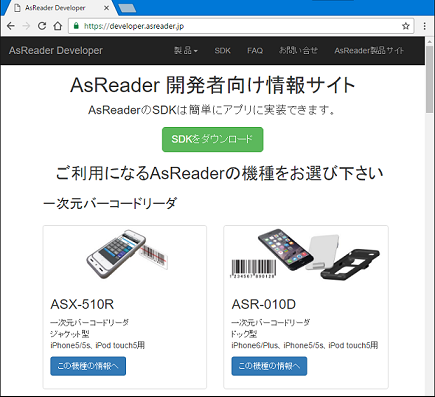 AsReader Developer
https://developer.asreader.jp
AsReader Developer 製品 SDK FAQ お問い合せ AsReader製品サイト
AsReader 開発者向け情報サイト
AsReaderのSDKは簡単にアプリに実装できます。
SDKをダウンロード
ご利用になるAsReaderの機種をお選び下さい
一次元バーコードリーダ
ASX-510R
一次元バーコードリーダ
ジャケット型
iPhone5/5s, iPod touch5用
この機種の情報へ
ASR-010D
一次元バーコードリーダ
ドック型
iPhone6/Plus, iPhone5/5s, iPod touch5用
この機種の情報へ